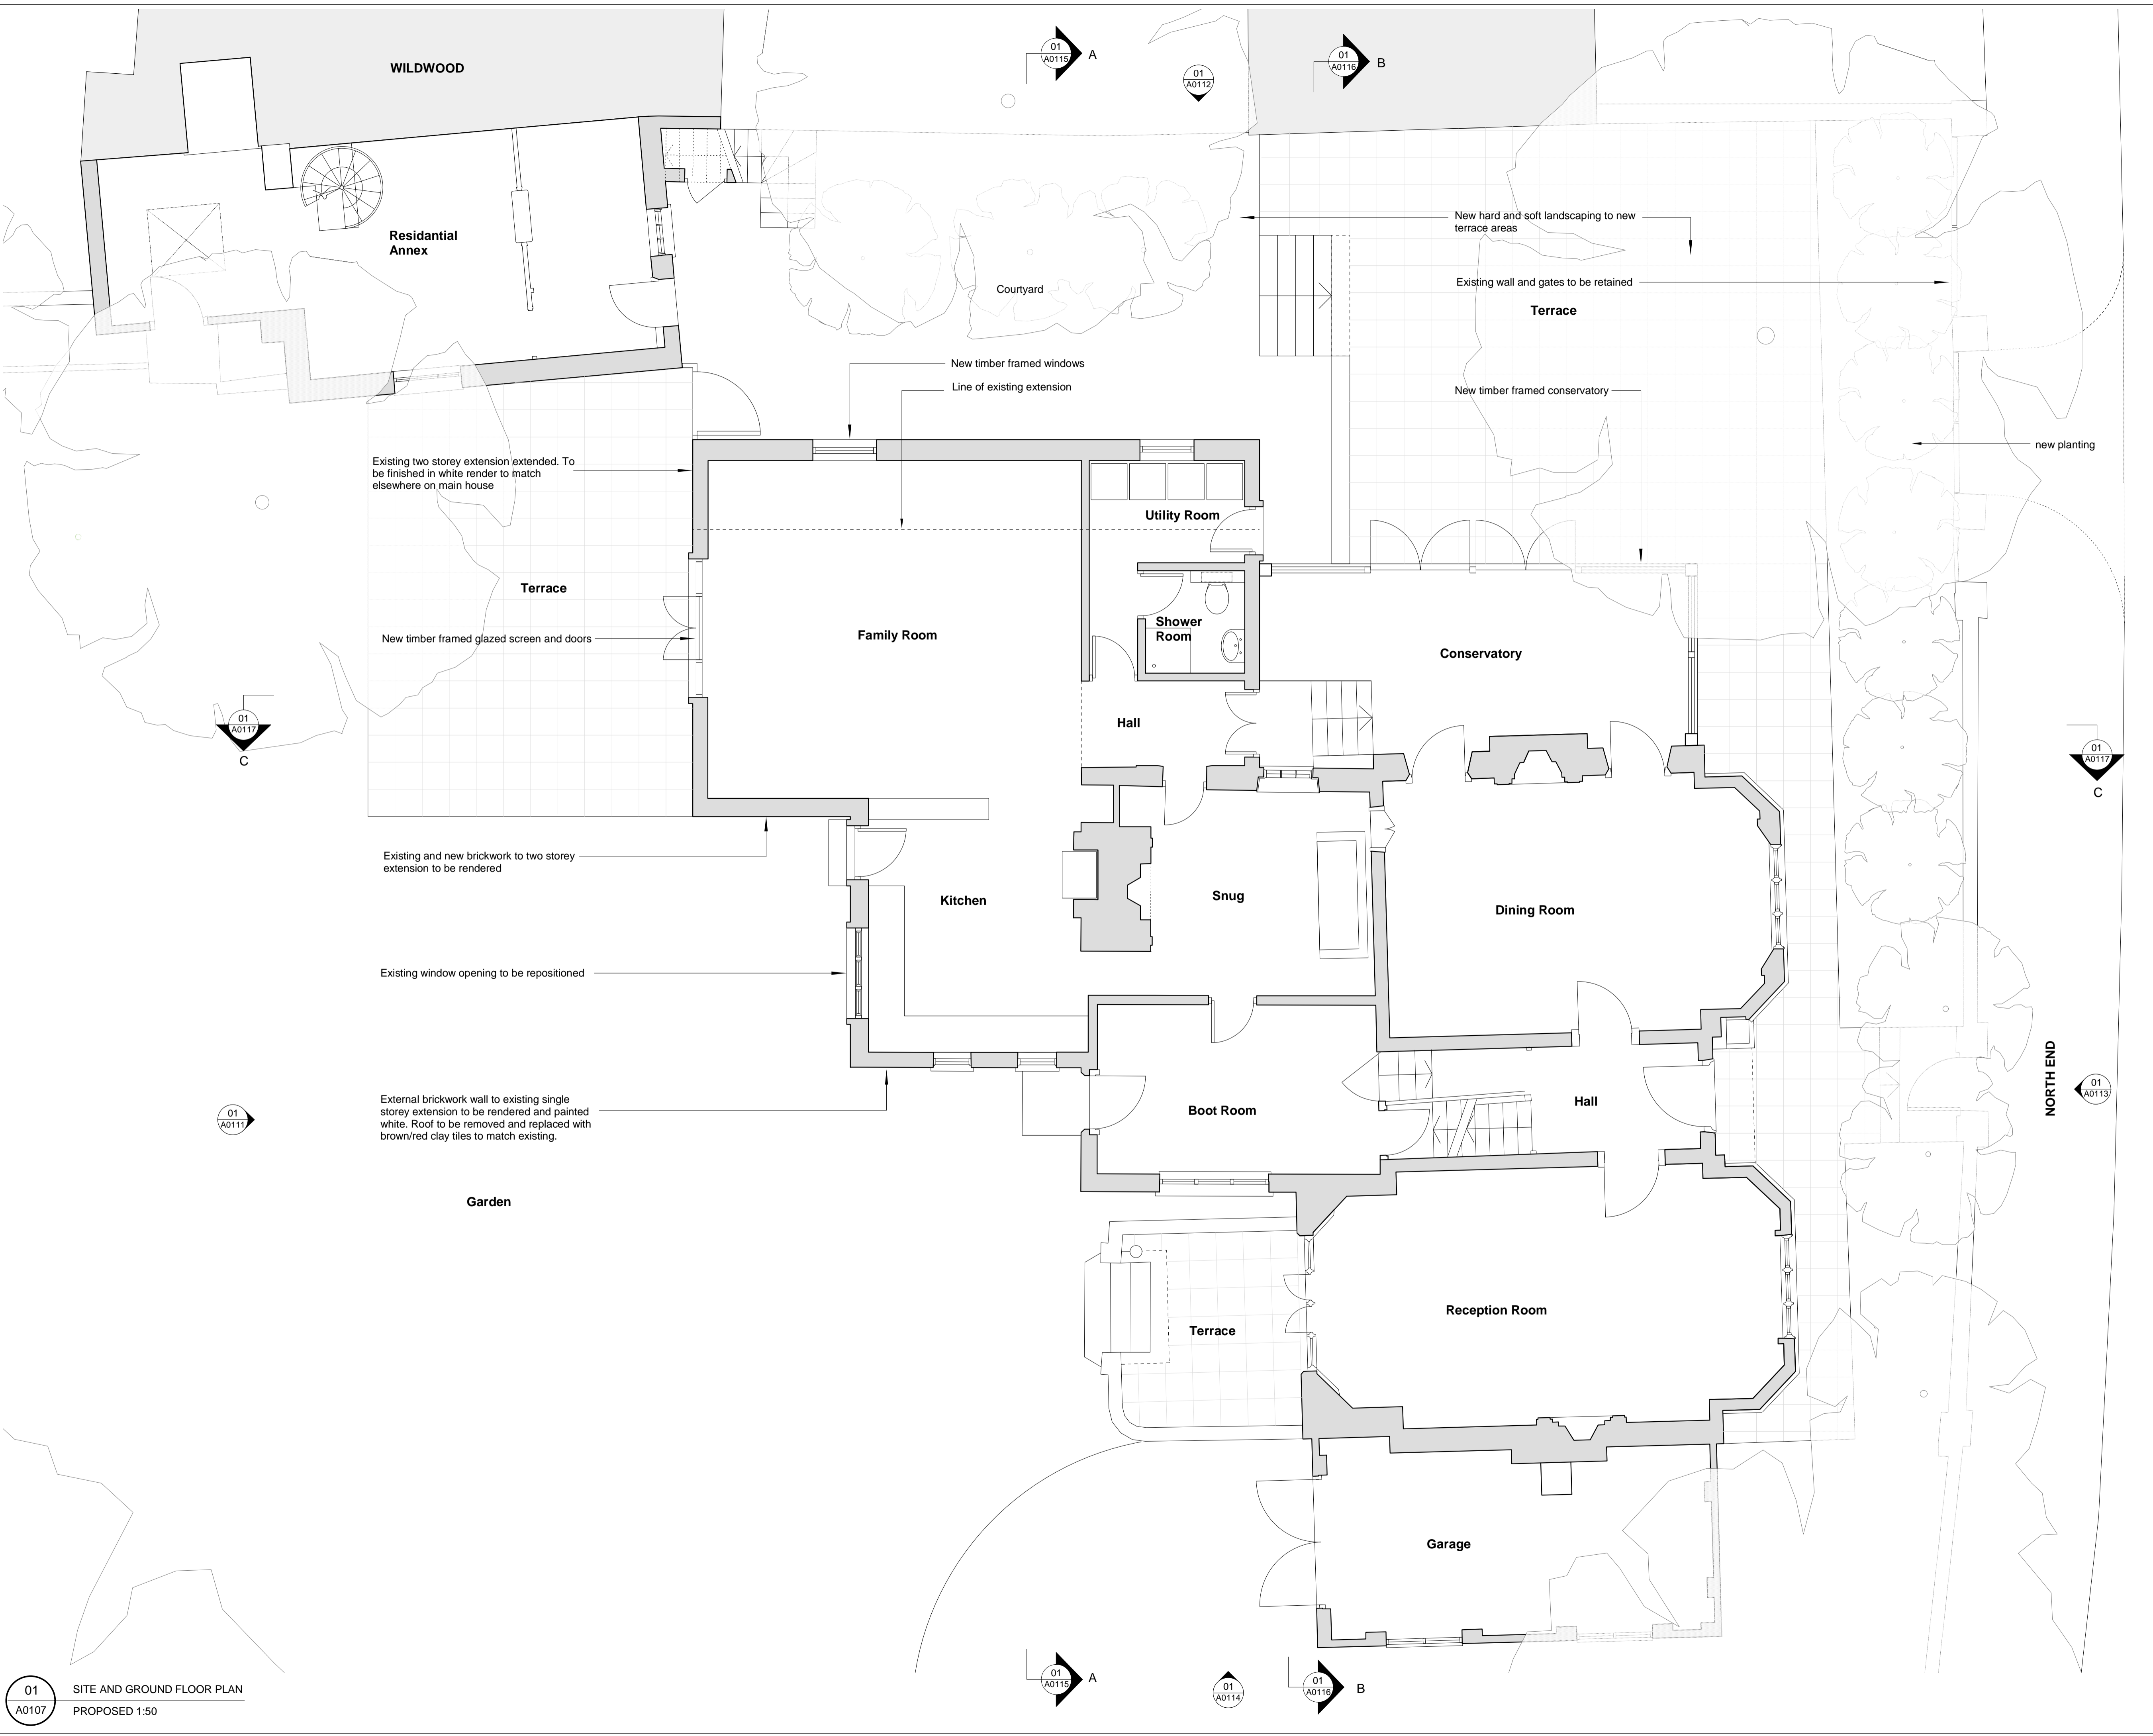 WILDWOOD
01
A0115
A
01
A0112
01
A0116
B
Residantial
Annex
New hard and soft landscaping to new
terrace areas
Courtyard
Existing wall and gates to be retained
Terrace
New timber framed windows
Line of existing extension
New timber framed conservatory
new planting
Existing two storey extension extended. To
be finished in white render to match
elsewhere on main house
Utility Room
Terrace
New timber framed glazed screen and doors
Family Room
Shower
Room
Conservatory
01
A0117
C
Hall
01
A0117
C
Existing and new brickwork to two storey
extension to be rendered
Kitchen
Snug
Dining Room
Existing window opening to be repositioned
NORTH END
External brickwork wall to existing single
storey extension to be rendered and painted
white. Roof to be removed and replaced with
brown/red clay tiles to match existing.
01
A0111
Boot Room
Hall
01
A0113
Garden
Terrace
Reception Room
Garage
01
A0115
A
01
A0114
01
A0116
B
01
A0107
SITE AND GROUND FLOOR PLAN
PROPOSED 1:50